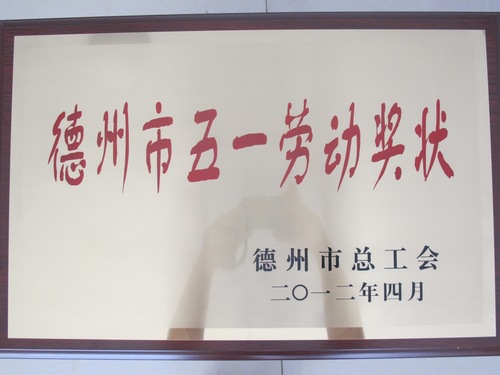 德州市五一劳动奖状
德州市总工会
二〇一二年四月